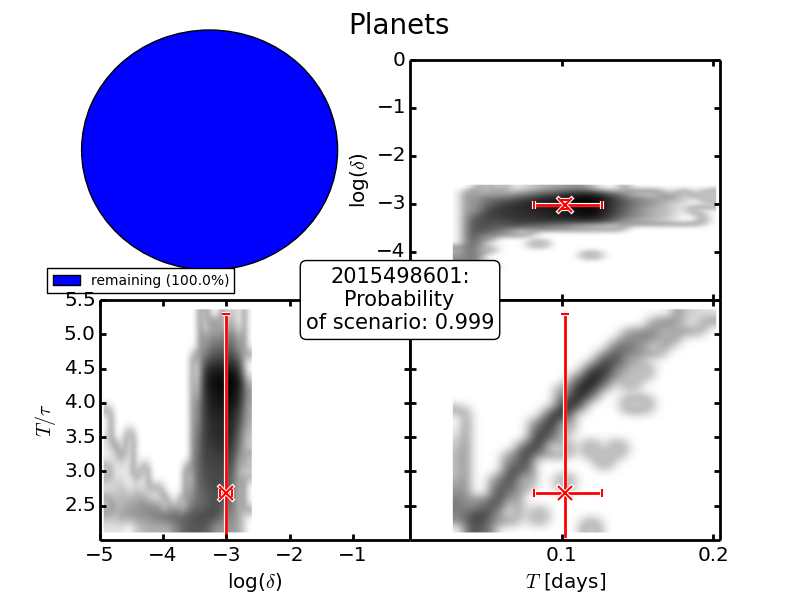 Planets
0
−1
−2
−3
−4
log(δ)
remaining (100.0%)
2015498601:
Probability
of scenario: 0.999
5.5
5.0
4.5
4.0
3.5
3.0
2.5
T/τ
−5 −4 −3 −2 −1
log(δ)
0.1 0.2
T [days]